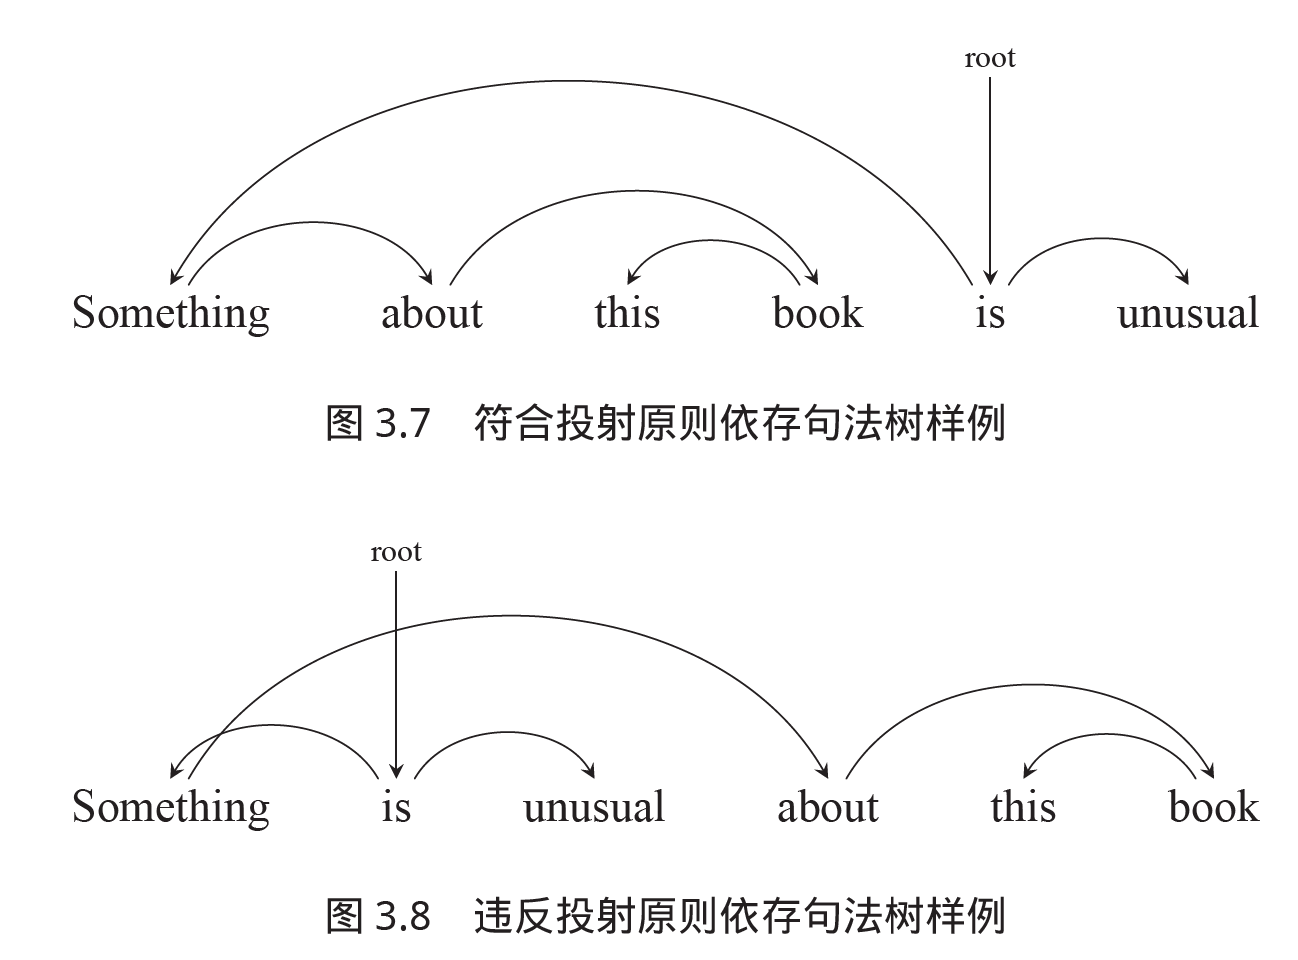 root
Something about this book is unusual
图 3.7 符合投射原则依存句法树样例
root
Something is unusual about this book
图 3.8 违反投射原则依存句法树样例